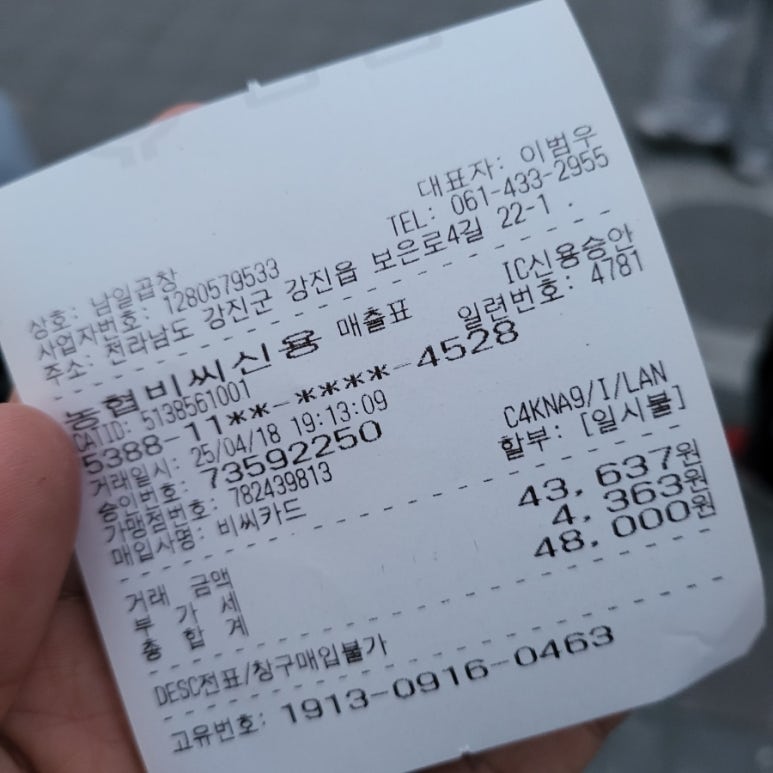 상호: 남일곱창 대표자: 이범우
사업자번호: 1280579533 TEL: 061-433-2955
주소: 전라남도 강진군 강진읍 보은로4길 22-1
농협비씨신용 매출표 IC신용승인
CATID: 5138561001 일련번호: 4781
5388-11**-****-4528
거래일시: 25/04/18 19:13:09 C4KNA9/I/LAN
승인번호: 73592250 할부: [일시불]
가맹점번호: 782439813
매입사명: 비씨카드
거래 금액 43,637원
부 가 세 4,363원
총 합 계 48,000원
DESC전표/창구매입불가
고유번호: 1913-0916-0463